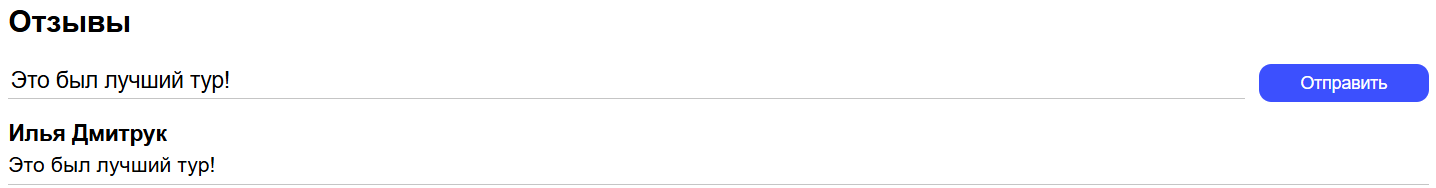 Отзывы
Это был лучший тур!
Отправить
Илья Дмитрук
Это был лучший тур!